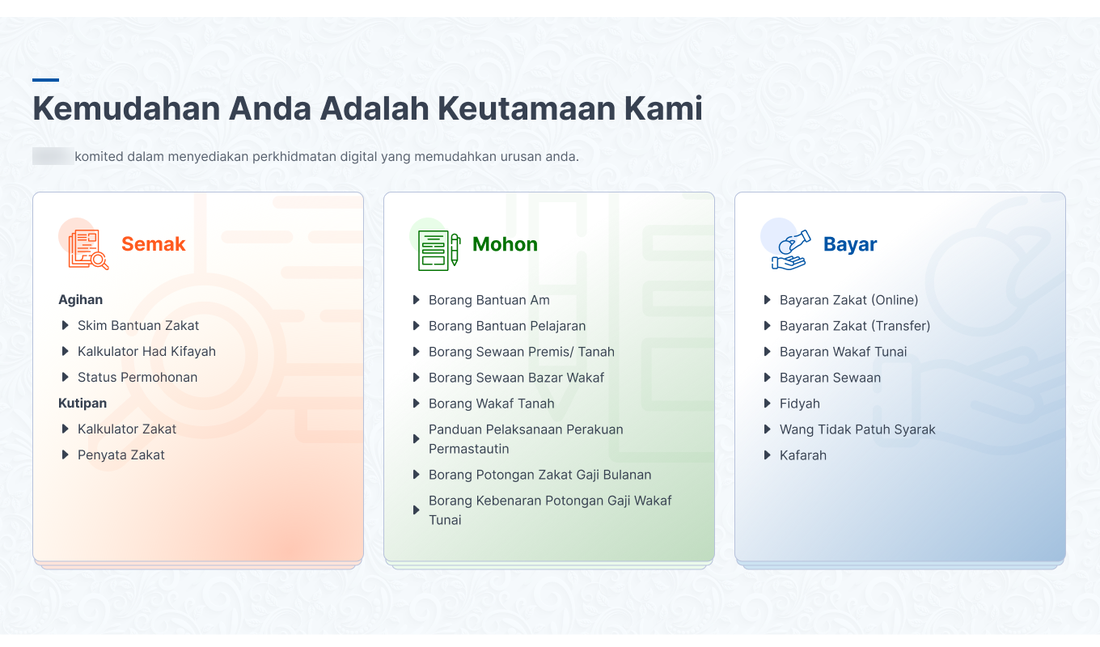 Kemudahan Anda Adalah Keutamaan Kami
komited dalam menyediakan perkhidmatan digital yang memudahkan urusan anda.
Semak
Agihan
Skim Bantuan Zakat
Kalkulator Had Kifayah
Status Permohonan
Kutipan
Kalkulator Zakat
Penyata Zakat
Mohon
Borang Bantuan Am
Borang Bantuan Pelajaran
Borang Sewaan Premis/ Tanah
Borang Sewaan Bazar Wakaf
Borang Wakaf Tanah
Panduan Pelaksanaan Perakuan
Permastautin
Borang Potongan Zakat Gaji Bulanan
Borang Kebenaran Potongan Gaji Wakaf
Tunai
Bayar
Bayaran Zakat (Online)
Bayaran Zakat (Transfer)
Bayaran Wakaf Tunai
Bayaran Sewaan
Fidyah
Wang Tidak Patuh Syarak
Kafarah